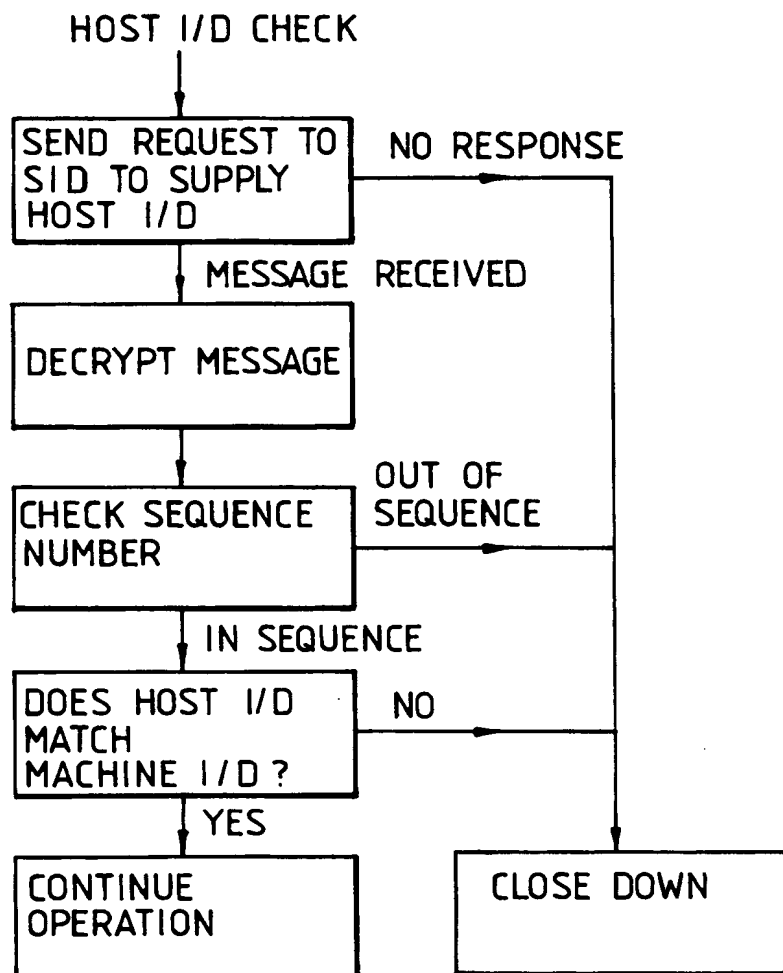 HOST I/D CHECK
SEND REQUEST TO
SID TO SUPPLY
HOST I/D
NO RESPONSE
MESSAGE RECEIVED
DECRYPT MESSAGE
OUT OF
SEQUENCE
CHECK SEQUENCE
NUMBER
IN SEQUENCE
DOES HOST I/D
MATCH
MACHINE I/D?
NO
YES
CONTINUE
OPERATION
CLOSE DOWN